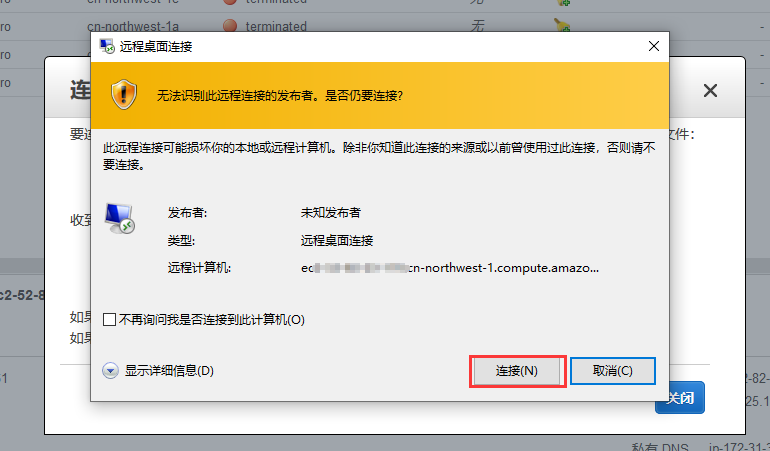 cn-northwest-1c terminated 无
ro cn-northwest-1a terminated 无
ro
ro
远程桌面连接
无法识别此远程连接的发布者。是否仍要连接?
连
要连
文件:
此远程连接可能损坏你的本地或远程计算机。除非你知道此连接的来源或以前曾使用过此连接，否则请不
要连接。
发布者: 未知发布者
收到
类型: 远程桌面连接
远程计算机: cn-northwest-1.compute.amazo...
c2-52-8
如果
不再询问我是否连接到此计算机(O)
如果
显示详细信息(D)
连接(N)
取消(C)
51
2-82-
关闭
25.1
私有 DNS ip-172-31-3